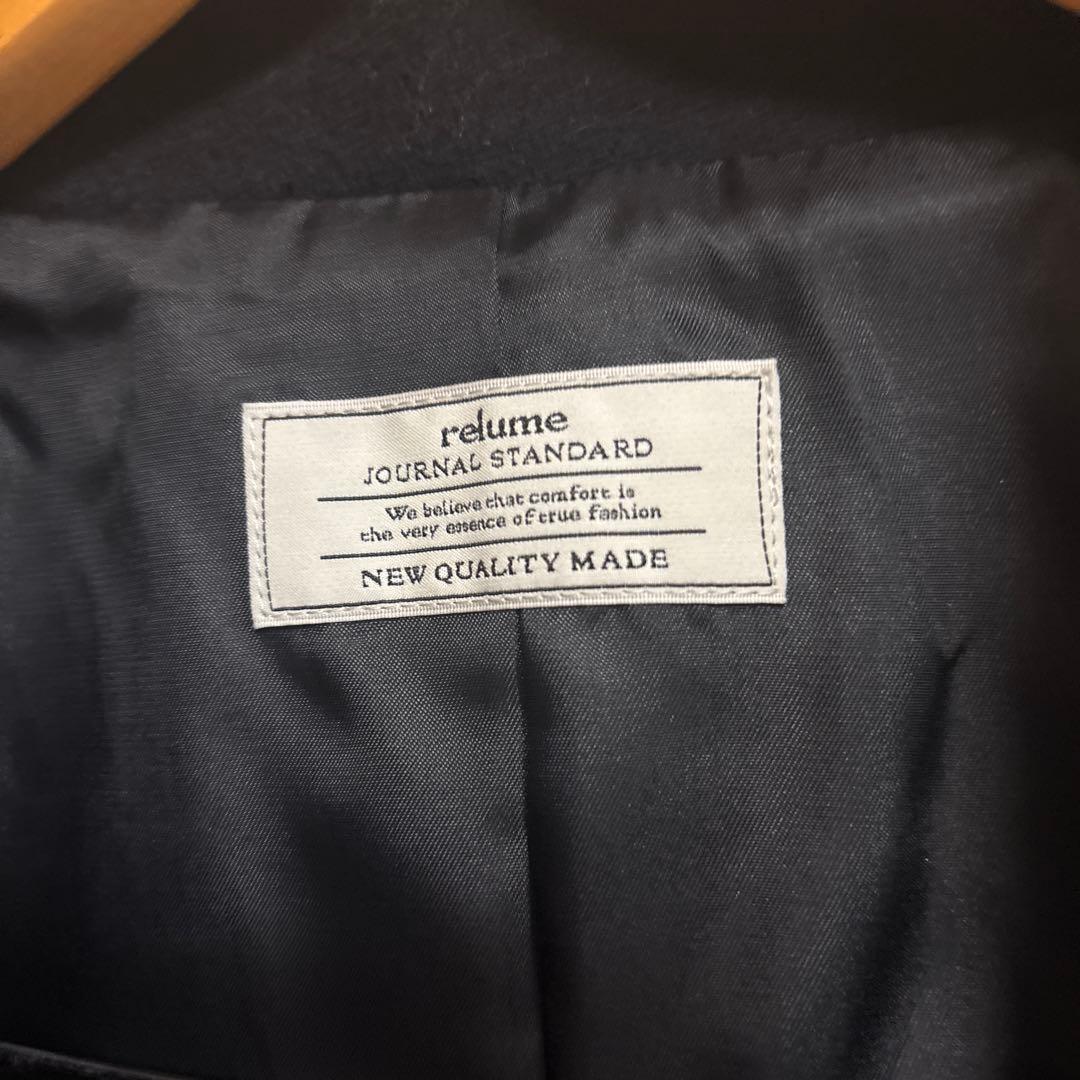 relume
JOURNAL STANDARD
We believe that comfort is
the very essence of true fashion
NEW QUALITY MADE